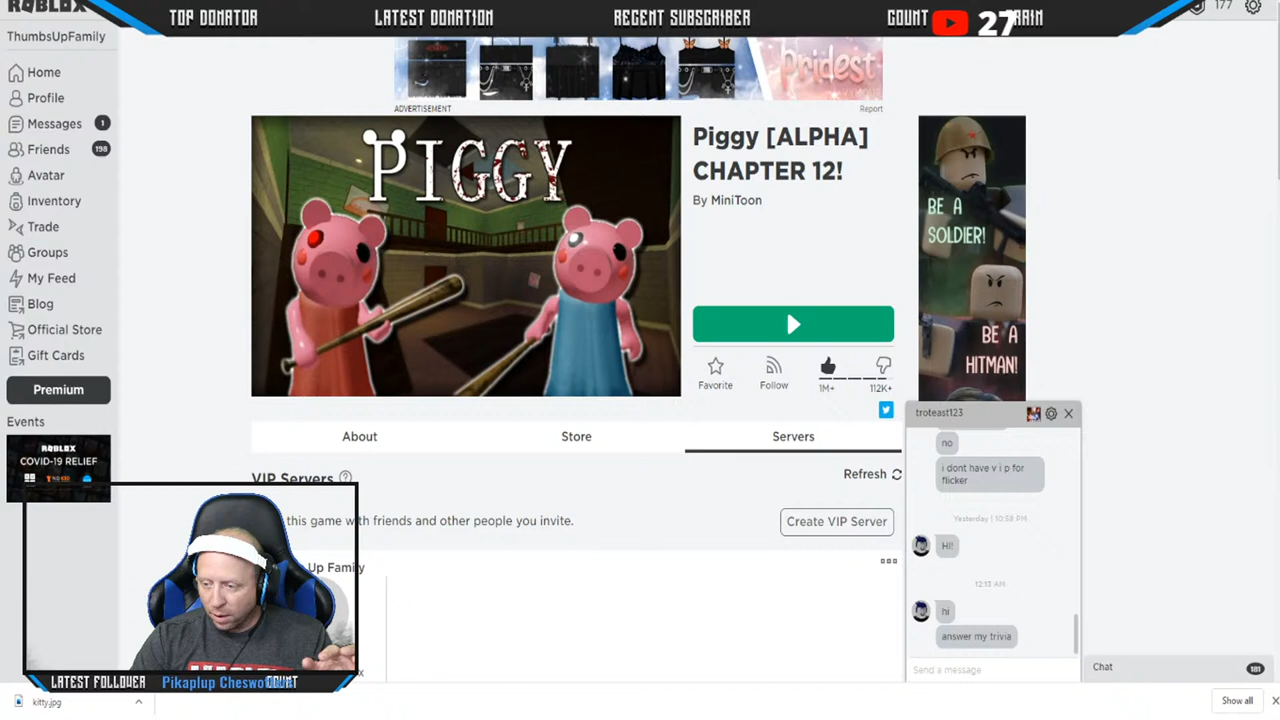 ROBLOX
TOP DONATOR
LATEST DONATION
RECENT SUBSCRIBER
COUNT
27
177
ThumbsUpFamily
Home
Profile
Messages 1
Friends 198
Avatar
Inventory
Trade
Groups
My Feed
Blog
Official Store
Gift Cards
Premium
Events
ROBLOX
COVID-19 RELIEF
pridest
ADVERTISEMENT
Report
PIGGY
Piggy [ALPHA]
CHAPTER 12!
By MiniToon
Favorite
Follow
1M+
112K+
BE A
SOLDIER!
BE A
HITMAN!
About
Store
Servers
VIP Servers
Refresh
this game with friends and other people you invite.
Create VIP Server
Up Family
troteast123
no
i dont have v i p for
flicker
Yesterday | 10:58 PM
HI!
12:13 AM
hi
answer my trivia
Send a message
Chat
181
LATEST FOLLOWER
COUNT
kitty.jpg
Show all